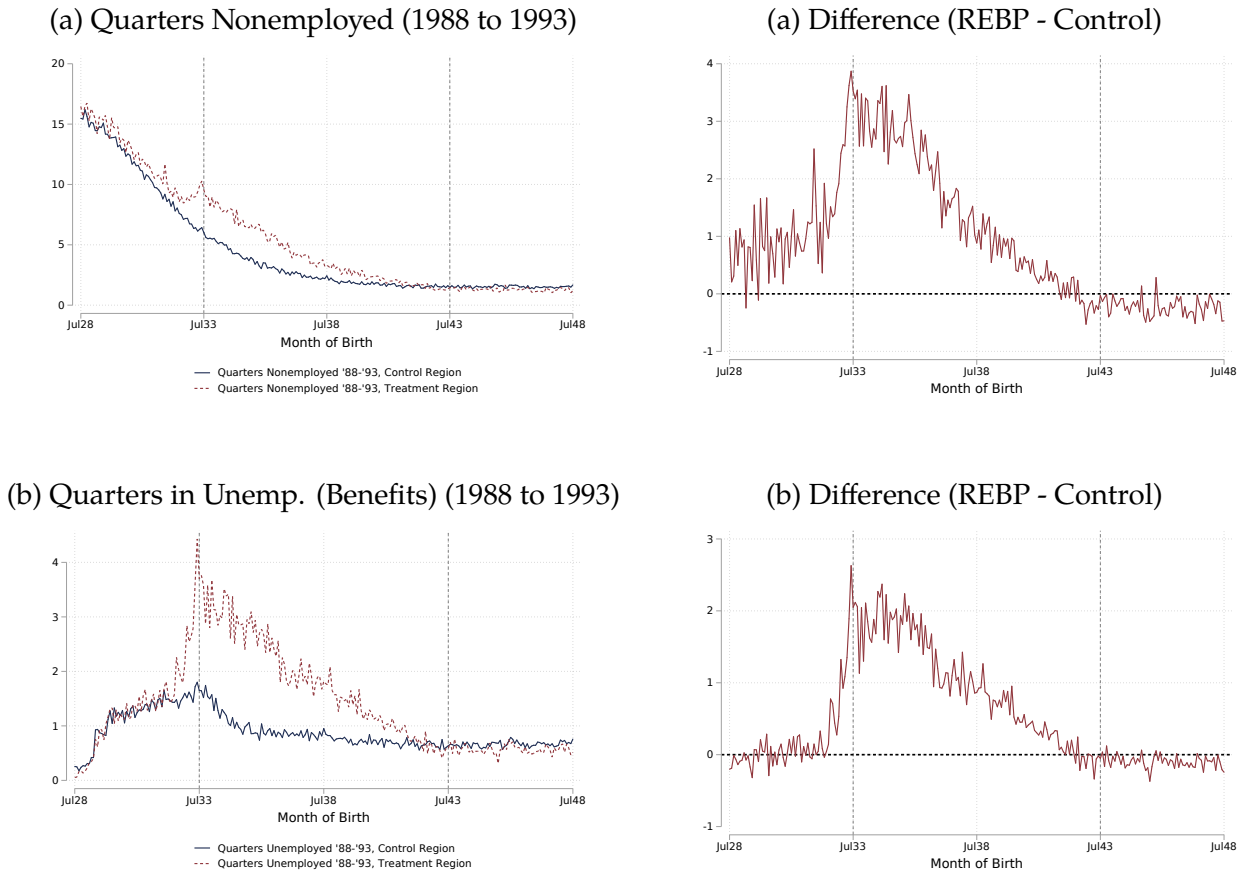 (a) Quarters Nonemployed (1988 to 1993)
20
15
10
5
0
Jul28 Jul33 Jul38 Jul43 Jul48
Month of Birth
Quarters Nonemployed '88-'93, Control Region
Quarters Nonemployed '88-'93, Treatment Region
(a) Difference (REBP - Control)
4
3
2
1
0
-1
Jul28 Jul33 Jul38 Jul43 Jul48
Month of Birth
(b) Quarters in Unemp. (Benefits) (1988 to 1993)
4
3
2
1
0
Jul28 Jul33 Jul38 Jul43 Jul48
Month of Birth
Quarters Unemployed '88-'93, Control Region
Quarters Unemployed '88-'93, Treatment Region
(b) Difference (REBP - Control)
3
2
1
0
-1
Jul28 Jul33 Jul38 Jul43 Jul48
Month of Birth